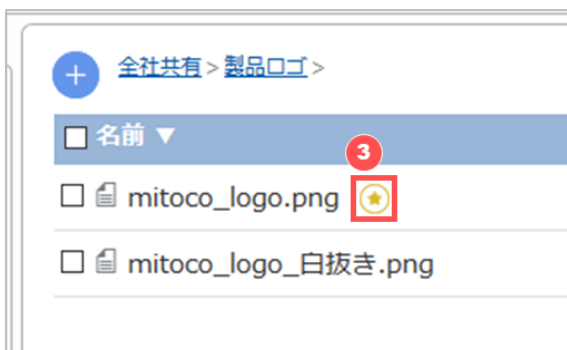 全社共有 > 製品ロゴ >
名前 ▼
3
mitoco_logo.png
mitoco_logo_白抜き.png